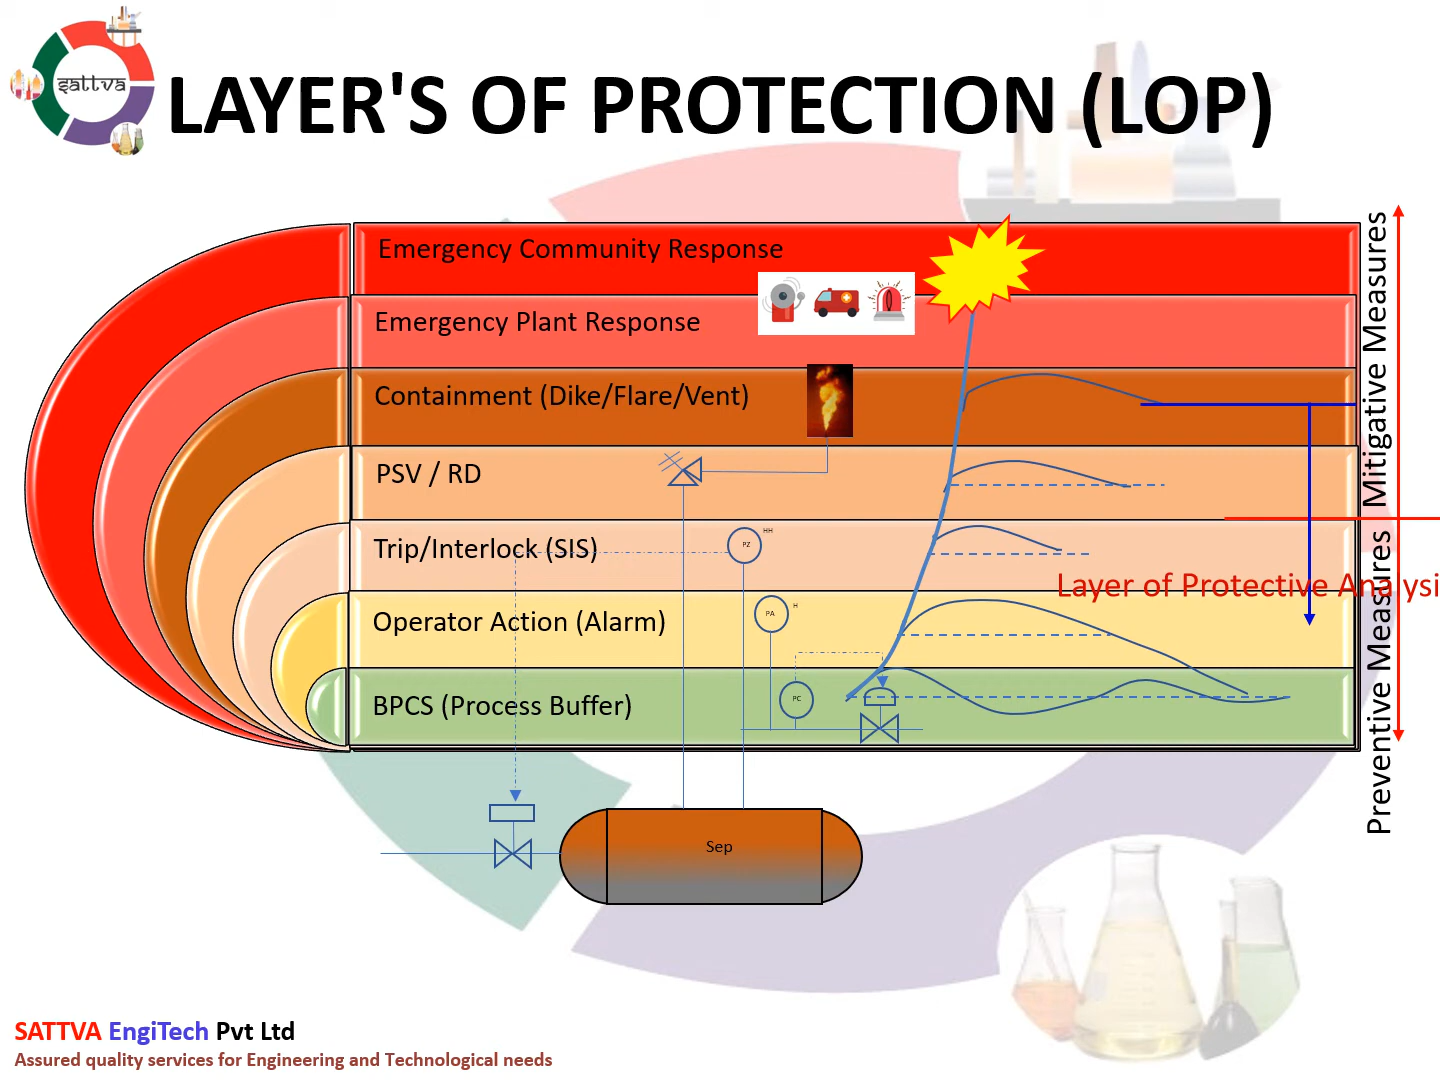 sattva
LAYER'S OF PROTECTION (LOP)
Emergency Community Response
Emergency Plant Response
Containment (Dike/Flare/Vent)
PSV / RD
Trip/Interlock (SIS)
Operator Action (Alarm)
BPCS (Process Buffer)
PZ
HH
PA
H
PC
Sep
Mitigative Measures
Preventive Measures
Layer of Protective Analysi
SATTVA EngiTech Pvt Ltd
Assured quality services for Engineering and Technological needs